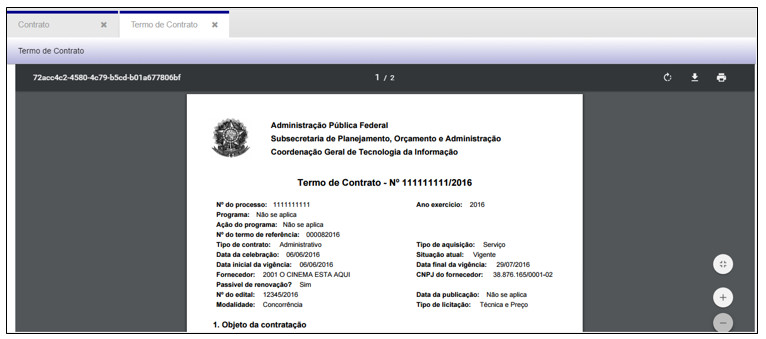 Contrato ✖ Termo de Contrato ✖
Termo de Contrato
72acc4c2-4580-4c79-b5cd-b01a677806bf 1 / 2
Administração Pública Federal
Subsecretaria de Planejamento, Orçamento e Administração
Coordenação Geral de Tecnologia da Informação
Termo de Contrato - Nº 111111111/2016
Nº do processo: 1111111111 Ano exercício: 2016
Programa: Não se aplica
Ação do programa: Não se aplica
Nº do termo de referência: 000082016
Tipo de contrato: Administrativo Tipo de aquisição: Serviço
Data da celebração: 06/06/2016 Situação atual: Vigente
Data inicial da vigência: 06/06/2016 Data final da vigência: 29/07/2016
Fornecedor: 2001 O CINEMA ESTA AQUI CNPJ do fornecedor: 38.876.165/0001-02
Passível de renovação? Sim
Nº do edital: 12345/2016 Data da publicação: Não se aplica
Modalidade: Concorrência Tipo de licitação: Técnica e Preço
1. Objeto da contratação